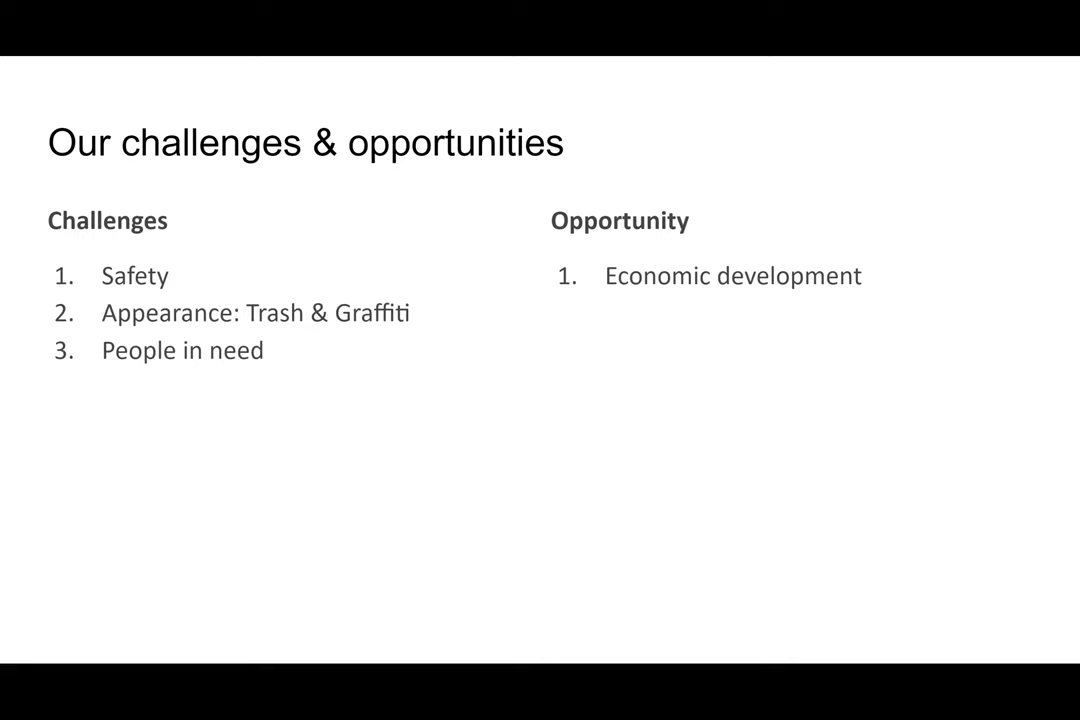 Our challenges & opportunities
Challenges
1. Safety
2. Appearance: Trash & Graffiti
3. People in need
Opportunity
1. Economic development